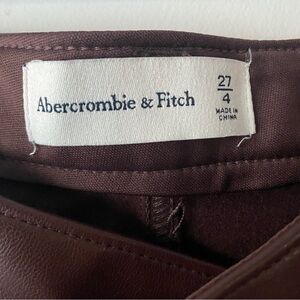 Abercrombie & Fitch
27
4
MADE IN
CHINA